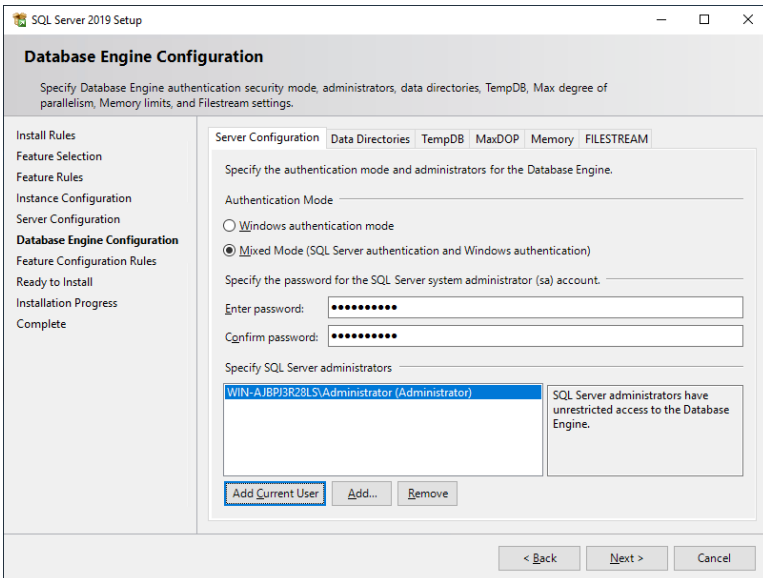 SQL Server 2019 Setup
Database Engine Configuration
Specify Database Engine authentication security mode, administrators, data directories, TempDB, Max degree of
parallelism, Memory limits, and Filestream settings.
Install Rules
Feature Selection
Feature Rules
Instance Configuration
Server Configuration
Database Engine Configuration
Feature Configuration Rules
Ready to Install
Installation Progress
Complete
Server Configuration Data Directories TempDB MaxDOP Memory FILESTREAM
Specify the authentication mode and administrators for the Database Engine.
Authentication Mode
Windows authentication mode
Mixed Mode (SQL Server authentication and Windows authentication)
Specify the password for the SQL Server system administrator (sa) account.
Enter password: ●●●●●●●●●●
Confirm password: ●●●●●●●●●●
Specify SQL Server administrators
WIN-AJBPJ3R28LS\Administrator (Administrator)
SQL Server administrators have
unrestricted access to the Database
Engine.
Add Current User Add... Remove
< Back Next > Cancel